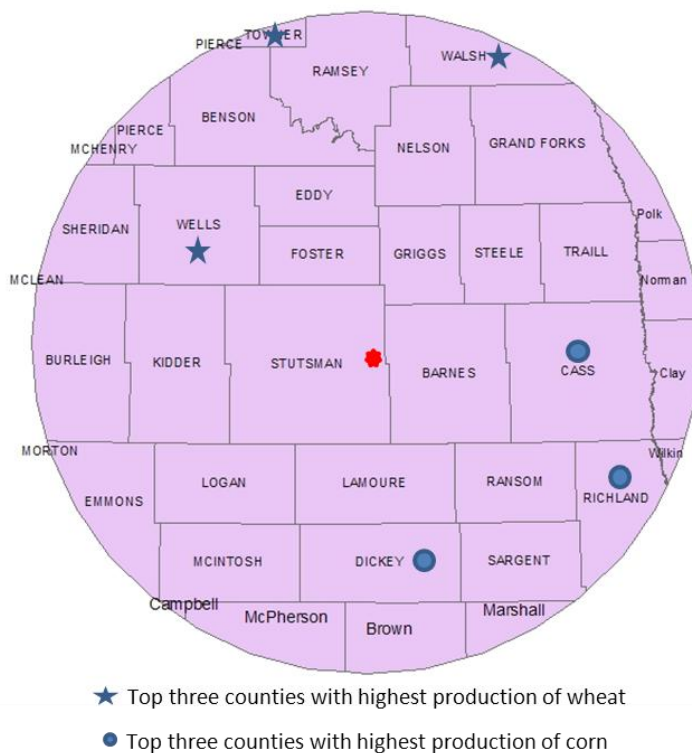 TOWNER
PIERCE
WALSH
RAMSEY
BENSON
PIERCE
MCHENRY
NELSON
GRAND FORKS
EDDY
SHERIDAN
WELLS
Polk
FOSTER
GRIGGS
STEELE
TRAILL
MCLEAN
Norman
BURLEIGH
KIDDER
STUTSMAN
BARNES
CASS
Clay
MORTON
Wilkin
EMMONS
LOGAN
LAMOURE
RANSOM
RICHLAND
MCINTOSH
DICKEY
SARGENT
Campbell
McPherson
Brown
Marshall
Top three counties with highest production of wheat
Top three counties with highest production of corn